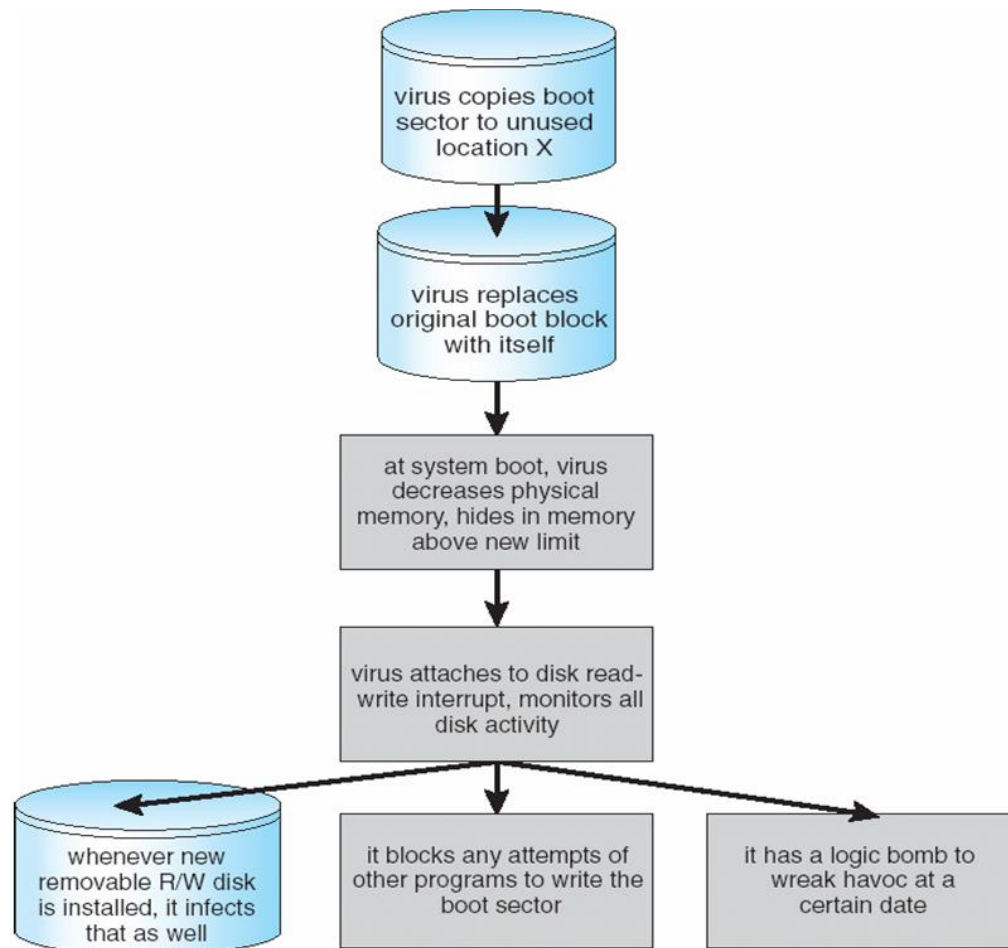 virus copies boot
sector to unused
location X
virus replaces
original boot block
with itself
at system boot, virus
decreases physical
memory, hides in memory
above new limit
virus attaches to disk read-
write interrupt, monitors all
disk activity
whenever new
removable R/W disk
is installed, it infects
that as well
it blocks any attempts of
other programs to write the
boot sector
it has a logic bomb to
wreak havoc at a
certain date